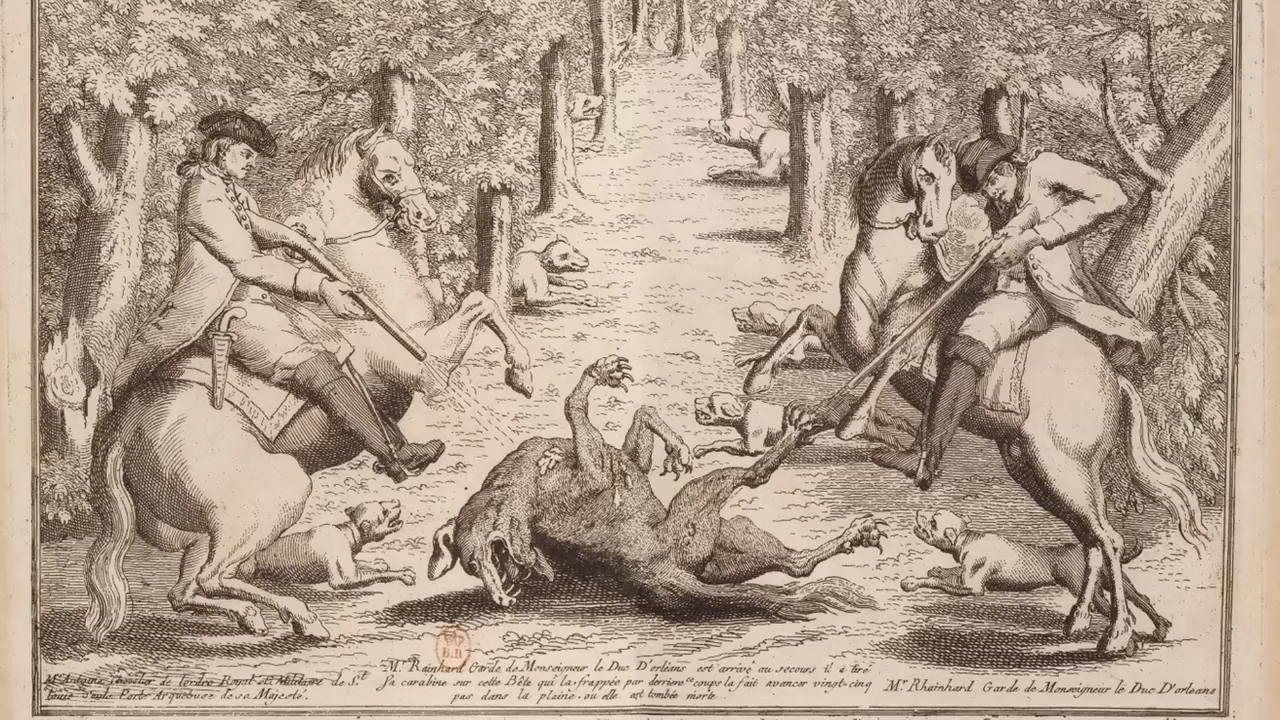 Mr. Antoine Chevalier de l'ordre Royal et Militaire de St.
Louis Seule Porte Arquebuse de sa Majesté.
Mr. Rainhard Garde de Monseigneur le Duc D'orleans est arrivé au secours il a tiré
Sa carabine sur cette Bête qui la frappée par derriere ce coups la fait avancer vingt-cinq
pas dans la plaine, ou elle est tombée morte.
Mr. Rhainhard Garde de Monseigneur le Duc D'orleans